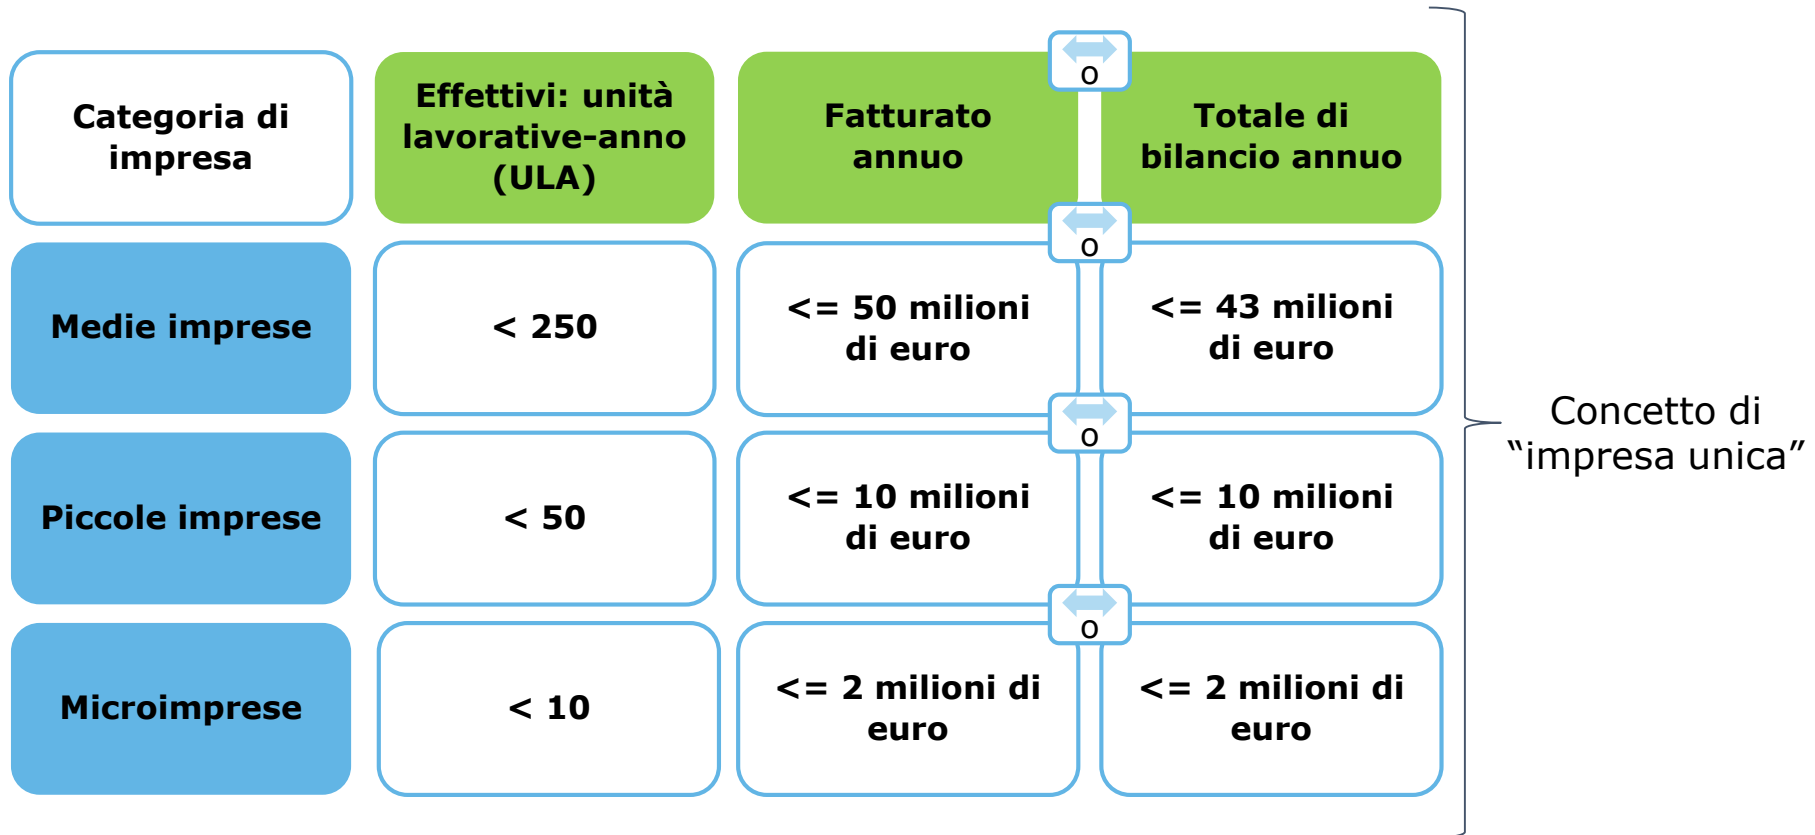 Categoria di
impresa
Effettivi: unità
lavorative-anno
(ULA)
Fatturato
annuo
o
Totale di
bilancio annuo
Medie imprese
< 250
<= 50 milioni
di euro
o
<= 43 milioni
di euro
Piccole imprese
< 50
<= 10 milioni
di euro
o
<= 10 milioni
di euro
Microimprese
< 10
<= 2 milioni di
euro
o
<= 2 milioni di
euro
Concetto di
“impresa unica”